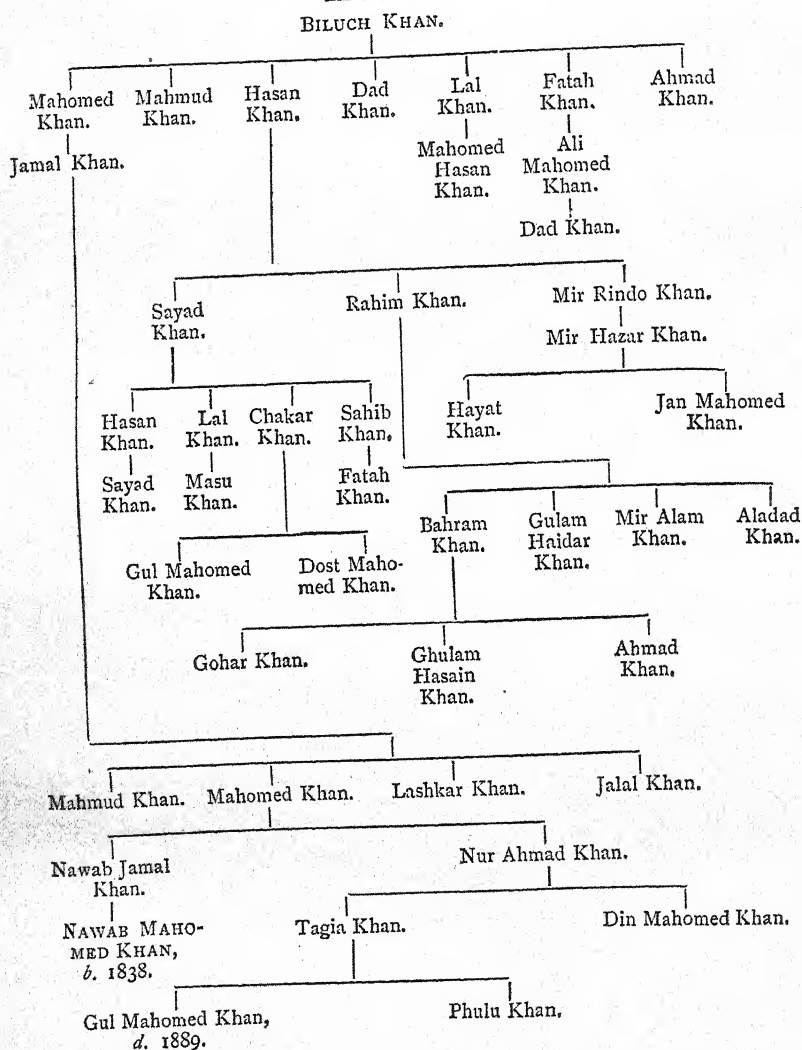 BILUCH KHAN.
Mahomed Khan.
Mahmud Khan.
Hasan Khan.
Dad Khan.
Lal Khan.
Fatah Khan.
Ahmad Khan.
Jamal Khan.
Mahomed Hasan Khan.
Ali Mahomed Khan.
Dad Khan.
Sayad Khan.
Rahim Khan.
Mir Rindo Khan.
Mir Hazar Khan.
Hasan Khan.
Lal Khan.
Chakar Khan.
Sahib Khan.
Hayat Khan.
Jan Mahomed Khan.
Sayad Khan.
Masu Khan.
Fatah Khan.
Bahram Khan.
Gulam Haidar Khan.
Mir Alam Khan.
Aladad Khan.
Gul Mahomed Khan.
Dost Maho-
med Khan.
Gohar Khan.
Ghulam Hasain Khan.
Ahmad Khan.
Mahmud Khan.
Mahomed Khan.
Lashkar Khan.
Jalal Khan.
Nawab Jamal Khan.
Nur Ahmad Khan.
NAWAB MAHO-
MED KHAN,
b. 1838.
Tagia Khan.
Din Mahomed Khan.
Gul Mahomed Khan,
d. 1889.
Phulu Khan.